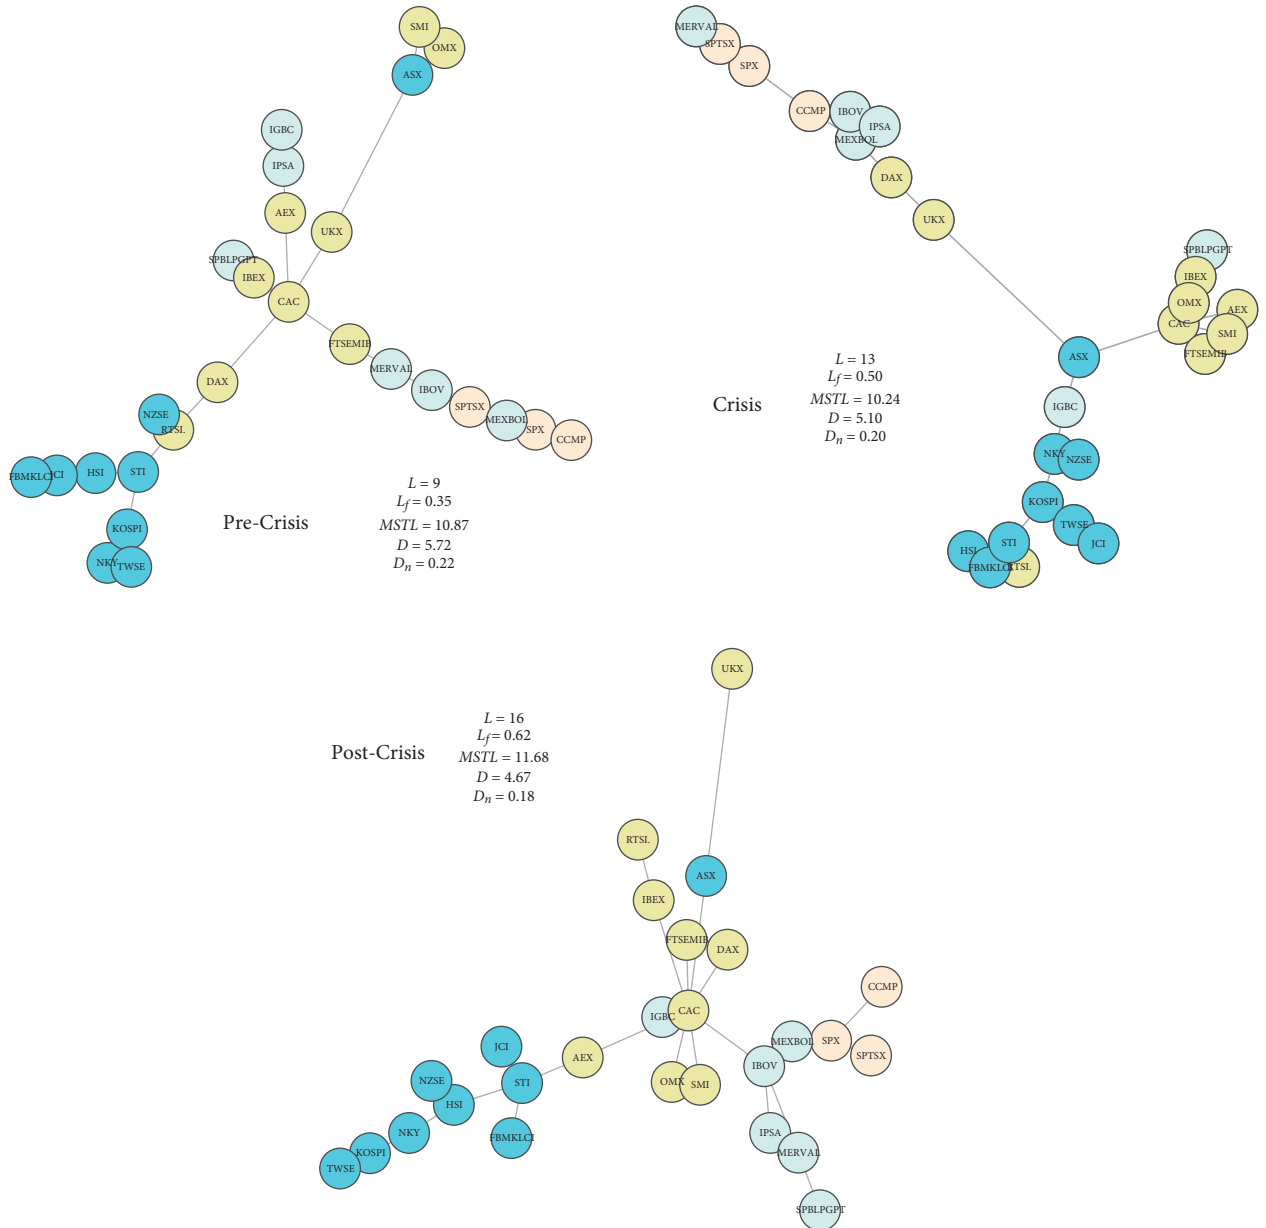 SMI
OMX
ASX
IGBC
IPSA
AEX
UKX
SPBLPGPT
IBEX
CAC
FTSEMIB
MERVAL
IBOV
SPTSX
MEXBOL
SPX
CCMP
DAX
NZSE
RTSI.
FBMKLCI
JCI
HSI
STI
KOSPI
NKY
TWSE
Pre-Crisis
L = 9
Lf = 0.35
MSTL = 10.87
D = 5.72
Dn = 0.22
MERVAL
SPTSX
SPX
CCMP
IBOV
IPSA
MEXBOL
DAX
UKX
SPBLPGPT
IBEX
OMX
AEX
CAC
SMI
FTSEMIB
ASX
IGBC
NKY
NZSE
KOSPI
TWSE
JCI
STI
HSI
FBMKLCI
RTSI.
Crisis
L = 13
Lf = 0.50
MSTL = 10.24
D = 5.10
Dn = 0.20
UKX
Post-Crisis
L = 16
Lf = 0.62
MSTL = 11.68
D = 4.67
Dn = 0.18
RTSI.
ASX
IBEX
FTSEMIB
DAX
CCMP
IGBC
CAC
MEXBOL
SPX
SPTSX
JCI
AEX
IBOV
NZSE
STI
OMX
SMI
HSI
NKY
FBMKLCI
IPSA
MERVAL
KOSPI
TWSE
SPBLPGPT